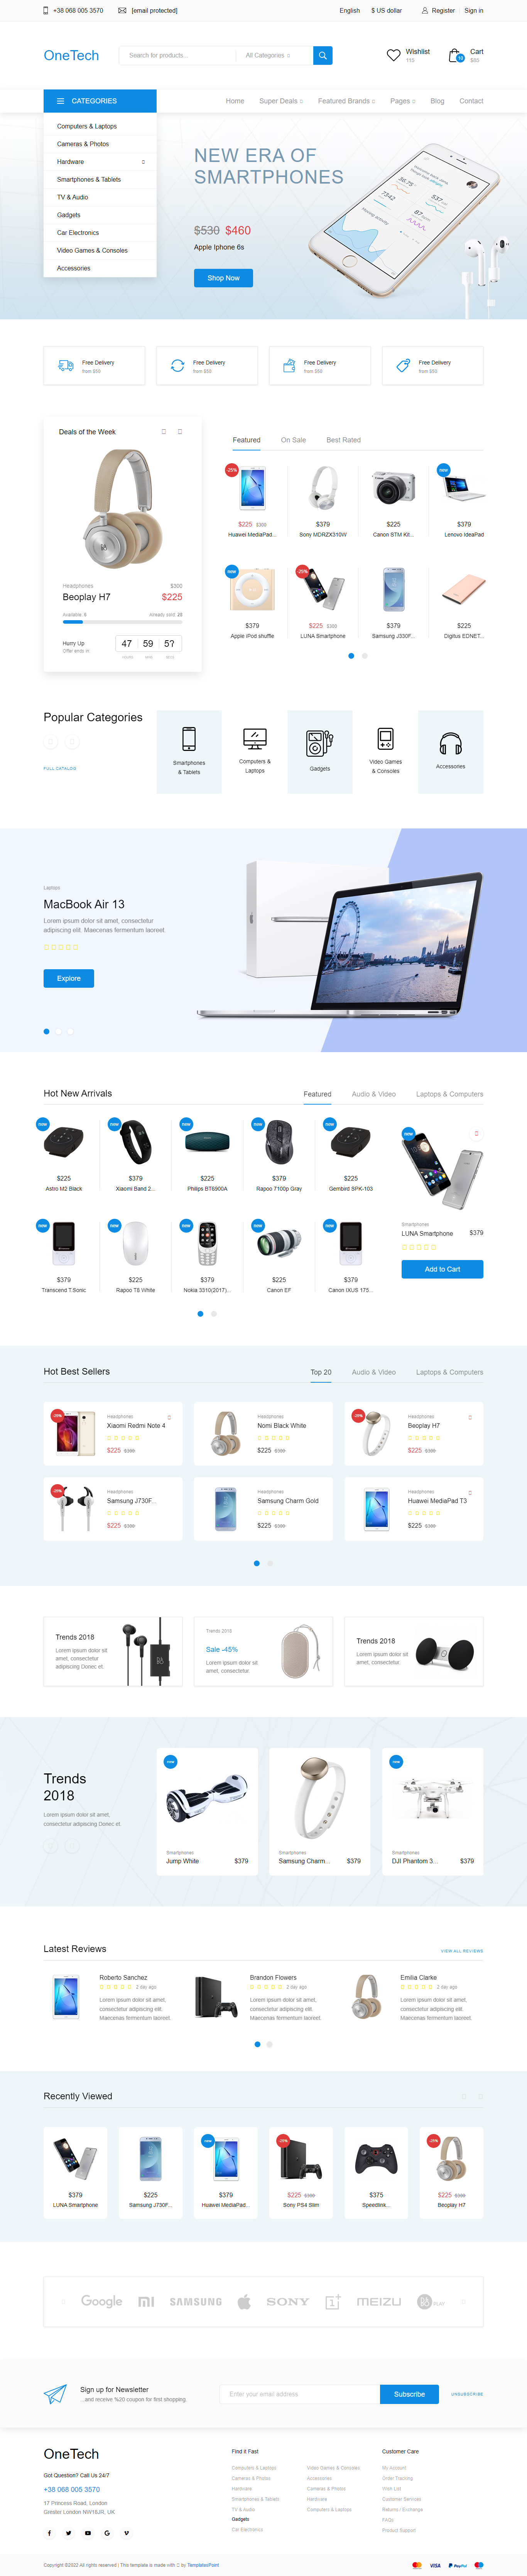 +38 068 005 3570 [email protected] English $ US dollar Register Sign in
OneTech Search for products... All Categories Wishlist 115 Cart 10 $85
CATEGORIES Home Super Deals Featured Brands Pages Blog Contact
Computers & Laptops
Cameras & Photos
Hardware
Smartphones & Tablets
TV & Audio
Gadgets
Car Electronics
Video Games & Consoles
Accessories
NEW ERA OF
SMARTPHONES
$530 $460
Apple Iphone 6s
Shop Now
Free Delivery Free Delivery Free Delivery Free Delivery
from $50 from $50 from $50 from $50
Deals of the Week
Headphones $300
Beoplay H7 $225
Available: 6 Already sold: 28
Hurry Up
Offer ends in:
47 59
hours mins secs
Featured On Sale Best Rated
-25% new
$225 $300 $379 $225 $379
Huawei MediaPad... Sony MDRZX310W Canon STM Kit... Lenovo IdeaPad
new -25%
$379 $225 $300 $379 $225
Apple iPod shuffle LUNA Smartphone Samsung J330F... Digitus EDNET...
Popular Categories
FULL CATALOG
Smartphones & Tablets
Computers & Laptops
Gadgets
Video Games & Consoles
Accessories
Laptops
MacBook Air 13
Lorem ipsum dolor sit amet, consectetur
adipiscing elit. Maecenas fermentum laoreet.
Explore
Hot New Arrivals Featured Audio & Video Laptops & Computers
new new new new new
$225 $379 $225 $379 $225
Astro M2 Black Xiaomi Band 2... Philips BT6900A Rapoo 7100p Gray Gembird SPK-103
new new new new
$379 $225 $379 $225 $379
Transcend T.Sonic Rapoo T8 White Nokia 3310(2017)... Canon EF Canon IXUS 175...
new
Smartphones
LUNA Smartphone $379
Add to Cart
Hot Best Sellers Top 20 Audio & Video Laptops & Computers
-25% Headphones Headphones -25% Headphones
Xiaomi Redmi Note 4 Nomi Black White Beoplay H7
$225 $300 $225 $300 $225 $300
-25% Headphones Headphones Headphones
Samsung J730F... Samsung Charm Gold Huawei MediaPad T3
$225 $300 $225 $300 $225 $300
Trends 2018
Lorem ipsum dolor sit
amet, consectetur
adipiscing Donec et.
Trends 2018
Sale -45%
Lorem ipsum dolor sit
amet, consectetur.
Trends 2018
Lorem ipsum dolor sit
amet, consectetur.
Trends
2018
Lorem ipsum dolor sit amet,
consectetur adipiscing Donec et.
new new
Smartphones Smartphones Smartphones
Jump White $379 Samsung Charm... $379 DJI Phantom 3... $379
Latest Reviews VIEW ALL REVIEWS
Roberto Sanchez
2 day ago
Lorem ipsum dolor sit amet,
consectetur adipiscing elit.
Maecenas fermentum laoreet.
Brandon Flowers
2 day ago
Lorem ipsum dolor sit amet,
consectetur adipiscing elit.
Maecenas fermentum laoreet.
Emilia Clarke
2 day ago
Lorem ipsum dolor sit amet,
consectetur adipiscing elit.
Maecenas fermentum laoreet.
Recently Viewed
new -25% -25%
$379 $225 $379 $225 $300 $375 $225 $300
LUNA Smartphone Samsung J730F... Huawei MediaPad... Sony PS4 Slim Speedlink... Beoplay H7
Google MI SAMSUNG SONY MEIZU PLAY
Sign up for Newsletter
...and receive %20 coupon for first shopping.
Enter your email address Subscribe UNSUBSCRIBE
OneTech
Got Question? Call Us 24/7
+38 068 005 3570
17 Princess Road, London
Grester London NW18JR, UK
Find it Fast
Computers & Laptops
Cameras & Photos
Hardware
Smartphones & Tablets
TV & Audio
Gadgets
Car Electronics
Video Games & Consoles
Accessories
Cameras & Photos
Hardware
Computers & Laptops
Customer Care
My Account
Order Tracking
Wish List
Customer Services
Returns / Exchange
FAQs
Product Support
Copyright ©2022 All rights reserved | This template is made with by TemplatesPoint
VISA PayPal